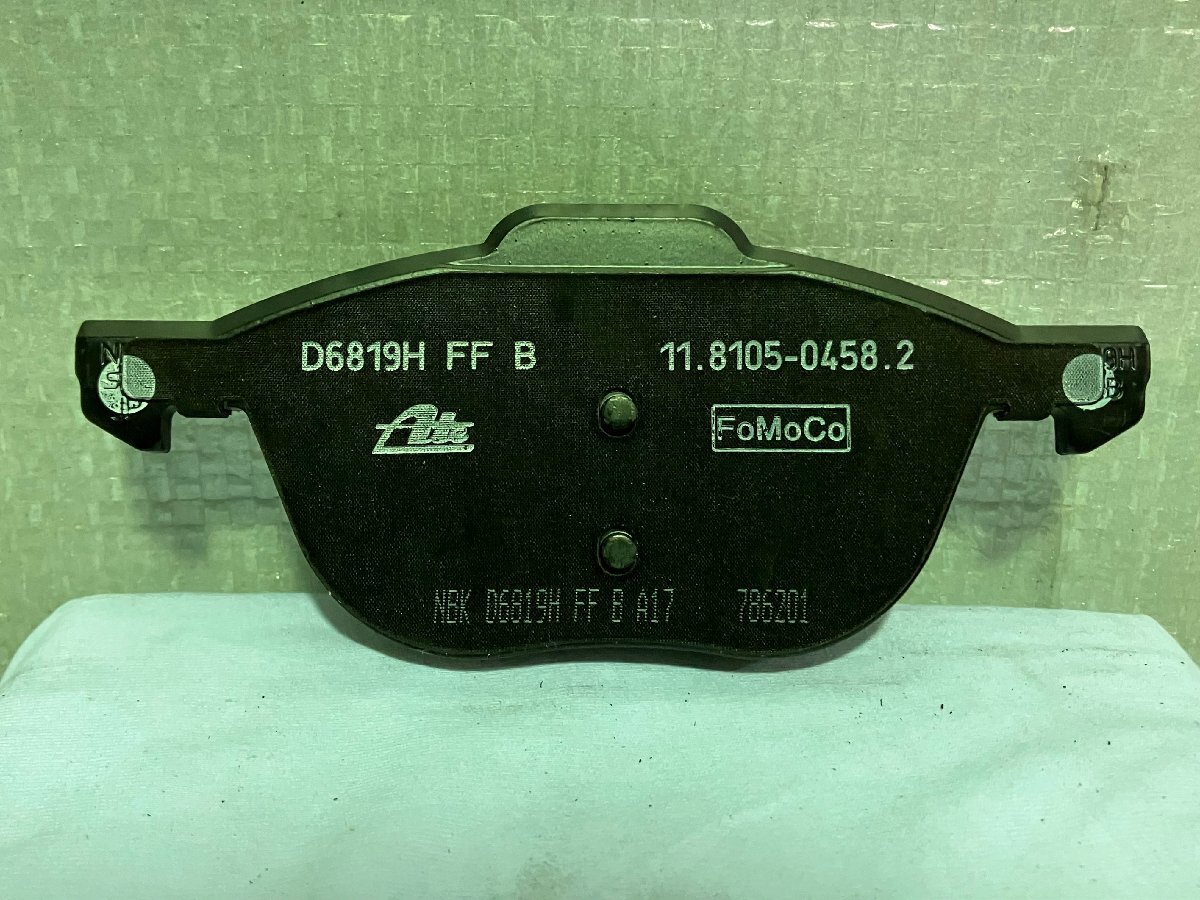 D6819H FF B 11.8105-0458.2
Ate FoMoCo
NBK D6819H FF B A17 786201